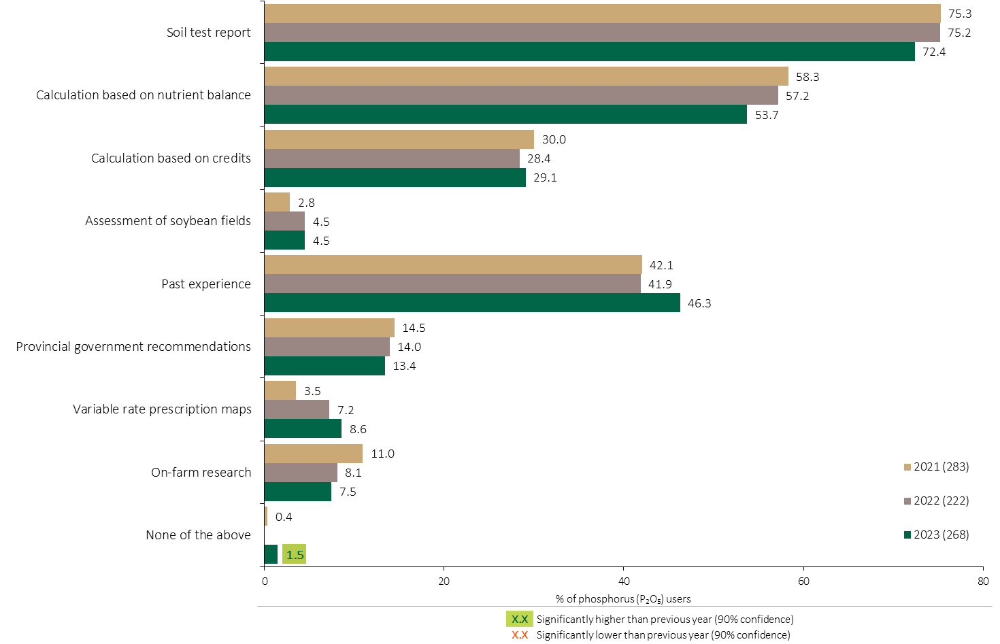 Soil test report
75.3
75.2
72.4
Calculation based on nutrient balance
58.3
57.2
53.7
Calculation based on credits
30.0
28.4
29.1
Assessment of soybean fields
2.8
4.5
4.5
Past experience
42.1
41.9
46.3
Provincial government recommendations
14.5
14.0
13.4
Variable rate prescription maps
3.5
7.2
8.6
On-farm research
11.0
8.1
7.5
None of the above
0.4
1.5
2021 (283)
2022 (222)
2023 (268)
0 20 40 60 80
% of phosphorus (P₂O₅) users
X.X Significantly higher than previous year (90% confidence)
X.X Significantly lower than previous year (90% confidence)